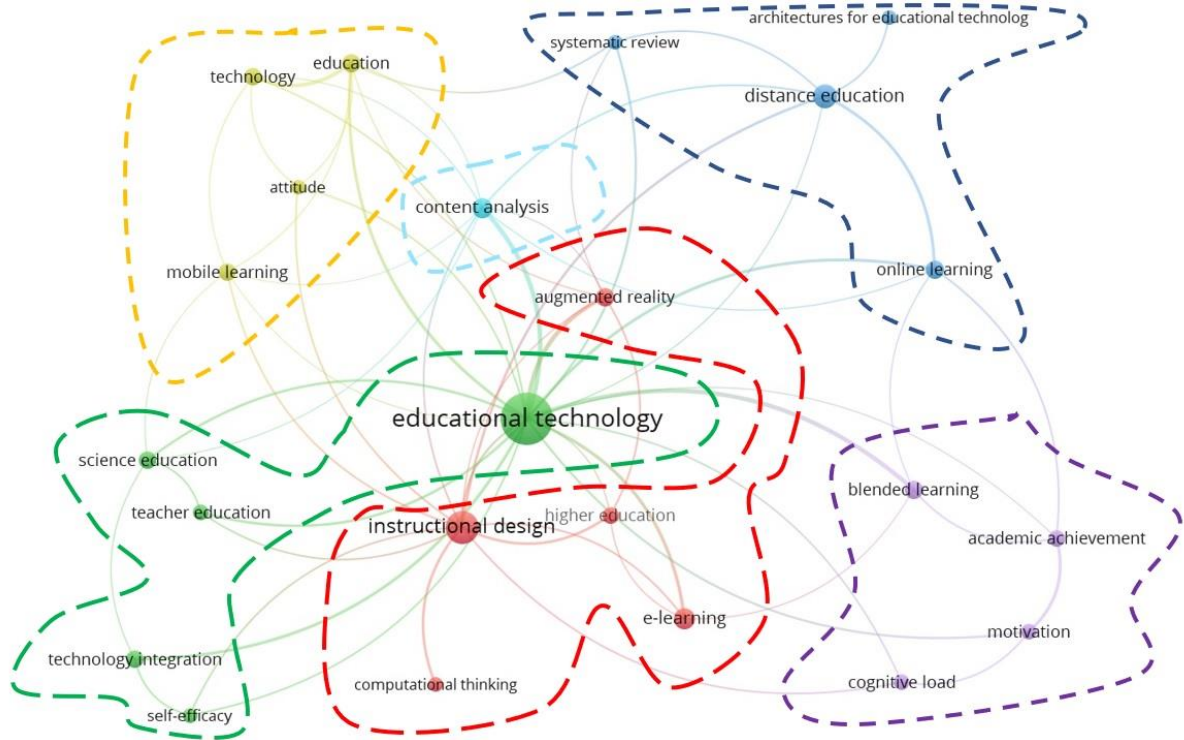 architectures for educational technolog
systematic review
education
technology
distance education
attitude
content analysis
mobile learning
online learning
augmented reality
educational technology
science education
blended learning
teacher education
higher education
instructional design
academic achievement
e-learning
motivation
technology integration
computational thinking
cognitive load
self-efficacy